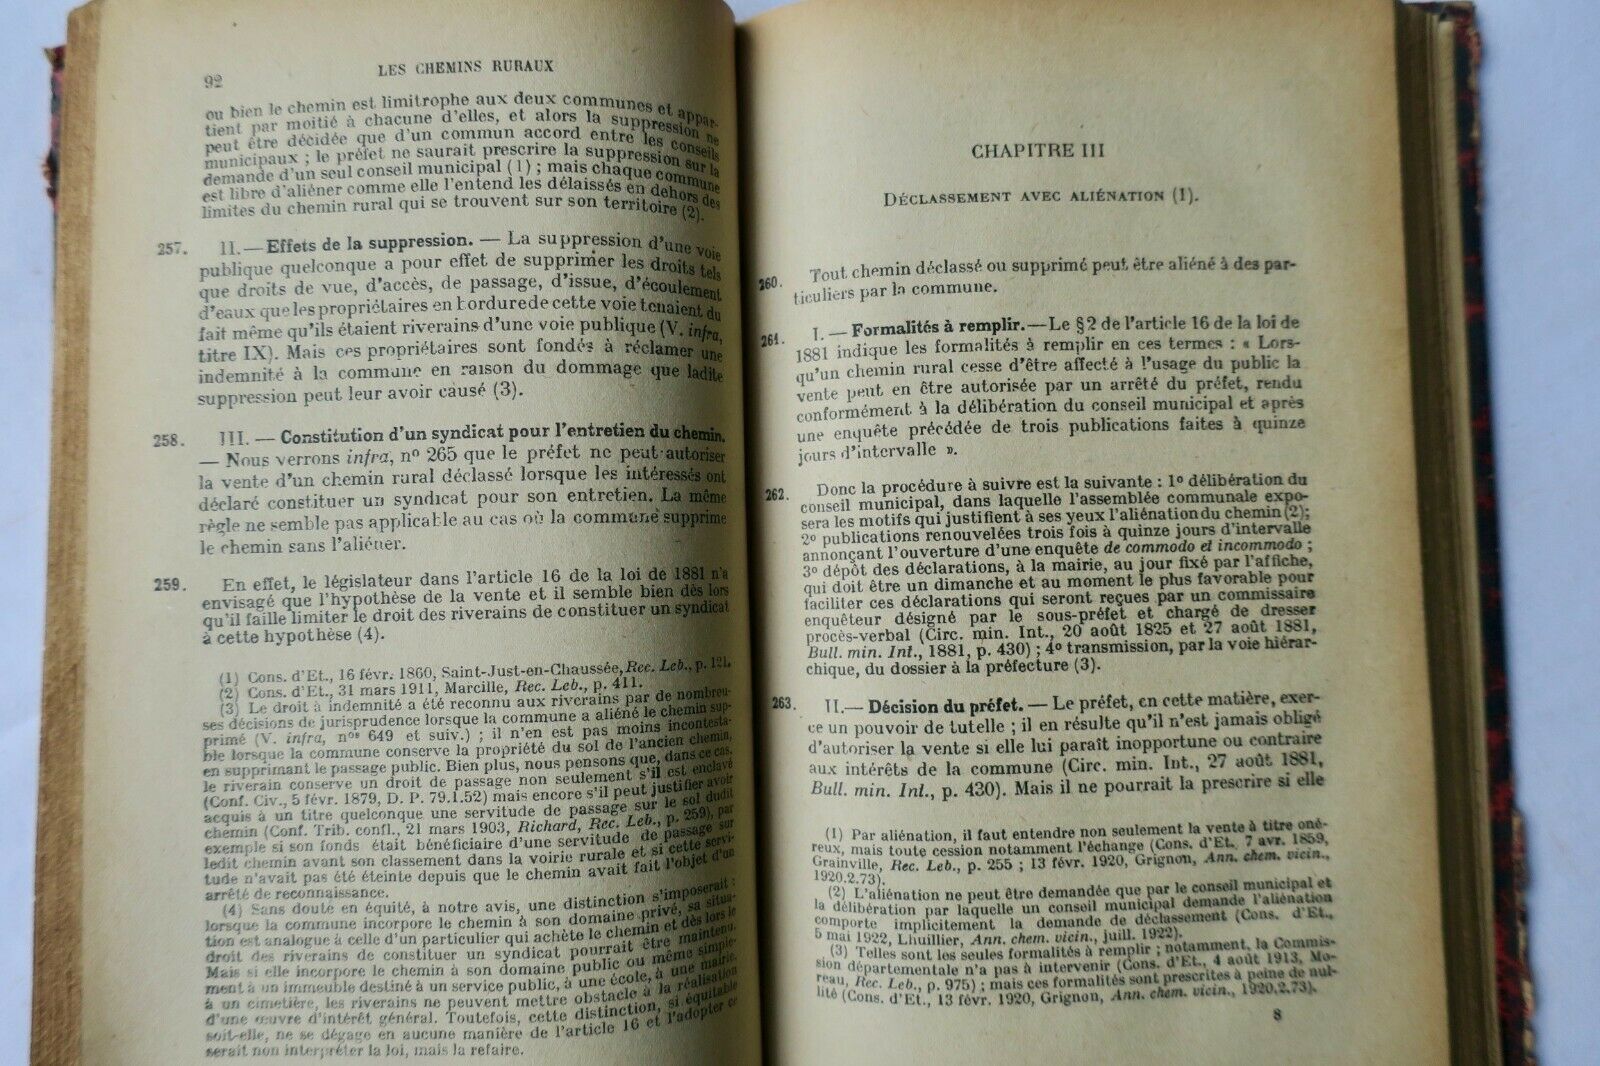 92
LES CHEMINS RURAUX
ou bien le chemin est limitrophe aux deux communes et appar-
tient par moitié à chacune d'elles, et alors la suppression ne
peut être décidée que d'un commun accord entre les conseils
municipaux ; le préfet ne saurait prescrire la suppression sur la
demande d'un seul conseil municipal (1) ; mais chaque commune
est libre d'aliéner comme elle l'entend les délaissés en dehors des
limites du chemin rural qui se trouvent sur son territoire (2).
257. II. — Effets de la suppression. — La suppression d'une voie
publique quelconque a pour effet de supprimer les droits tels
que droits de vue, d'accès, de passage, d'issue, d'écoulement
d'eaux que les propriétaires en bordure de cette voie tenaient du
fait même qu'ils étaient riverains d'une voie publique (V. infra,
titre IX). Mais ces propriétaires sont fondés à réclamer une
indemnité à la commune en raison du dommage que ladite
suppression peut leur avoir causé (3).
258. III. — Constitution d'un syndicat pour l'entretien du chemin.
— Nous verrons infra, nº 265 que le préfet ne peut autoriser
la vente d'un chemin rural déclassé lorsque les intéressés ont
déclaré constituer un syndicat pour son entretien. La même
règle ne semble pas applicable au cas où la commune supprime
le chemin sans l'aliéner.
259. En effet, le législateur dans l'article 16 de la loi de 1881 n'a
envisagé que l'hypothèse de la vente et il semble bien dès lors
qu'il faille limiter le droit des riverains de constituer un syndicat
à cette hypothèse (4).
(1) Cons. d'Et., 16 févr. 1860, Saint-Just-en-Chaussée, Rec. Leb., p. 121.
(2) Cons. d'Et., 31 mars 1911, Marcille, Rec. Leb., p. 411.
(3) Le droit à indemnité a été reconnu aux riverains par de nombreu-
ses décisions de jurisprudence lorsque la commune a aliéné le chemin sup-
primé (V. infra, nos 649 et suiv.) ; il n'en est pas moins incontesta-
ble lorsque la commune conserve la propriété du sol de l'ancien chemin,
en supprimant le passage public. Bien plus, nous pensons que, dans ce cas,
le riverain conserve un droit de passage non seulement s'il est enclavé
(Conf. Civ., 5 févr. 1879, D. P. 79.1.52) mais encore s'il peut justifier avoir
acquis à un titre quelconque une servitude de passage sur le sol dudit
chemin (Conf. Trib. confl., 21 mars 1903, Richard, Rec. Leb., p. 259), par
exemple si son fonds était bénéficiaire d'une servitude de passage sur
ledit chemin avant son classement dans la voirie rurale et si cette servi-
tude n'avait pas été éteinte depuis que le chemin avait fait l'objet d'un
arrêté de reconnaissance.
(4) Sans doute en équité, à notre avis, une distinction s'imposerait :
lorsque la commune incorpore le chemin à son domaine privé, sa situa-
tion est analogue à celle d'un particulier qui achète le chemin et dès lors le
droit des riverains de constituer un syndicat pourrait être maintenu.
Mais si elle incorpore le chemin à son domaine public ou même simple-
ment à un immeuble destiné à un service public, à une école, à une mairie,
à un cimetière, les riverains ne peuvent mettre obstacle à la réalisation
d'une œuvre d'intérêt général. Toutefois, cette distinction, si équitable
soit-elle, ne se dégage en aucune manière de l'article 16 et l'adopter ce
serait non interpréter la loi, mais la refaire.
CHAPITRE III
DÉCLASSEMENT AVEC ALIÉNATION (1).
260. Tout chemin déclassé ou supprimé peut être aliéné à des par-
ticuliers par la commune.
261. I. — Formalités à remplir. — Le § 2 de l'article 16 de la loi de
1881 indique les formalités à remplir en ces termes : « Lors-
qu'un chemin rural cesse d'être affecté à l'usage du public la
vente peut en être autorisée par un arrêté du préfet, rendu
conformément à la délibération du conseil municipal et après
une enquête précédée de trois publications faites à quinze
jours d'intervalle ».
262. Donc la procédure à suivre est la suivante : 1º délibération du
conseil municipal, dans laquelle l'assemblée communale expo-
sera les motifs qui justifient à ses yeux l'aliénation du chemin (2);
2º publications renouvelées trois fois à quinze jours d'intervalle
annonçant l'ouverture d'une enquête de commodo et incommodo ;
3º dépôt des déclarations, à la mairie, au jour fixé par l'affiche,
qui doit être un dimanche et au moment le plus favorable pour
faciliter ces déclarations qui seront reçues par un commissaire
enquêteur désigné par le sous-préfet et chargé de dresser
procès-verbal (Circ. min. Int., 20 août 1825 et 27 août 1881,
Bull. min. Int., 1881, p. 430) ; 4º transmission, par la voie hiérar-
chique, du dossier à la préfecture (3).
263. II. — Décision du préfet. — Le préfet, en cette matière, exer-
ce un pouvoir de tutelle ; il en résulte qu'il n'est jamais obligé
d'autoriser la vente si elle lui paraît inopportune ou contraire
aux intérêts de la commune (Circ. min. Int., 27 août 1881,
Bull. min. Int., p. 430). Mais il ne pourrait la prescrire si elle
(1) Par aliénation, il faut entendre non seulement la vente à titre oné-
reux, mais toute cession notamment l'échange (Cons. d'Et. 7 avr. 1859,
Grainville, Rec. Leb., p. 255 ; 13 févr. 1920, Grignon, Ann. chem. vicin.,
1920.2.73).
(2) L'aliénation ne peut être demandée que par le conseil municipal et
la délibération par laquelle un conseil municipal demande l'aliénation
comporte implicitement la demande de déclassement (Cons. d'Et.,
5 mai 1922, Lhuillier, Ann. chem. vicin., juill. 1922).
(3) Telles sont les seules formalités à remplir ; notamment, la Commis-
sion départementale n'a pas à intervenir (Cons. d'Et., 4 août 1913, Mo-
reau, Rec. Leb., p. 975) ; mais ces formalités sont prescrites à peine de nul-
lité (Cons. d'Et., 13 févr. 1920, Grignon, Ann. chem. vicin., 1920.2.73).
8